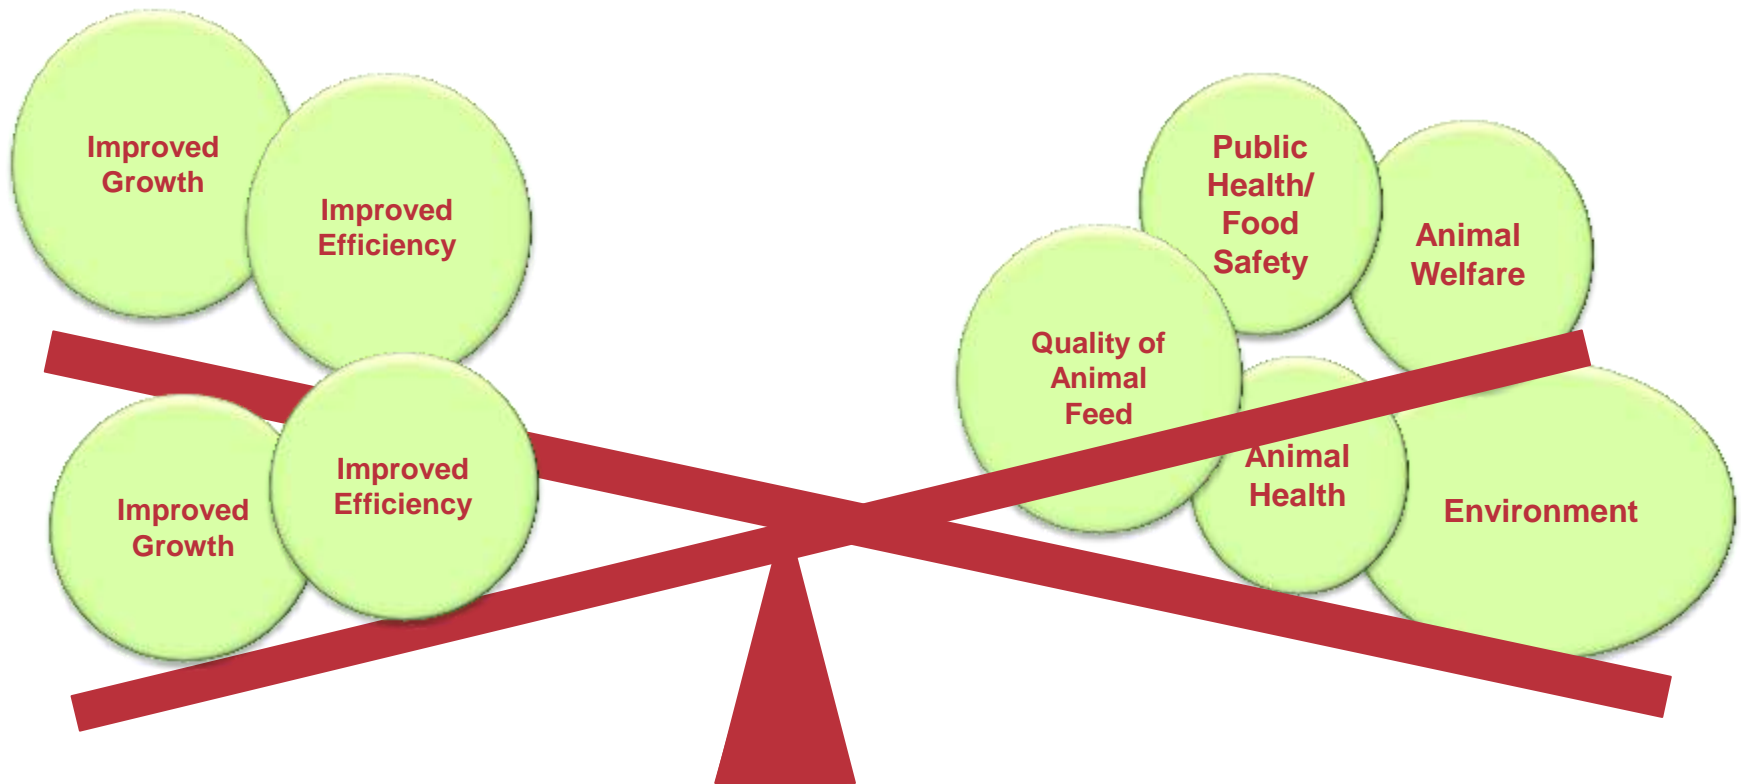 Improved
Growth
Improved
Efficiency
Improved
Growth
Improved
Efficiency
Public
Health/
Food
Safety
Animal
Welfare
Quality of
Animal
Feed
Animal
Health
Environment